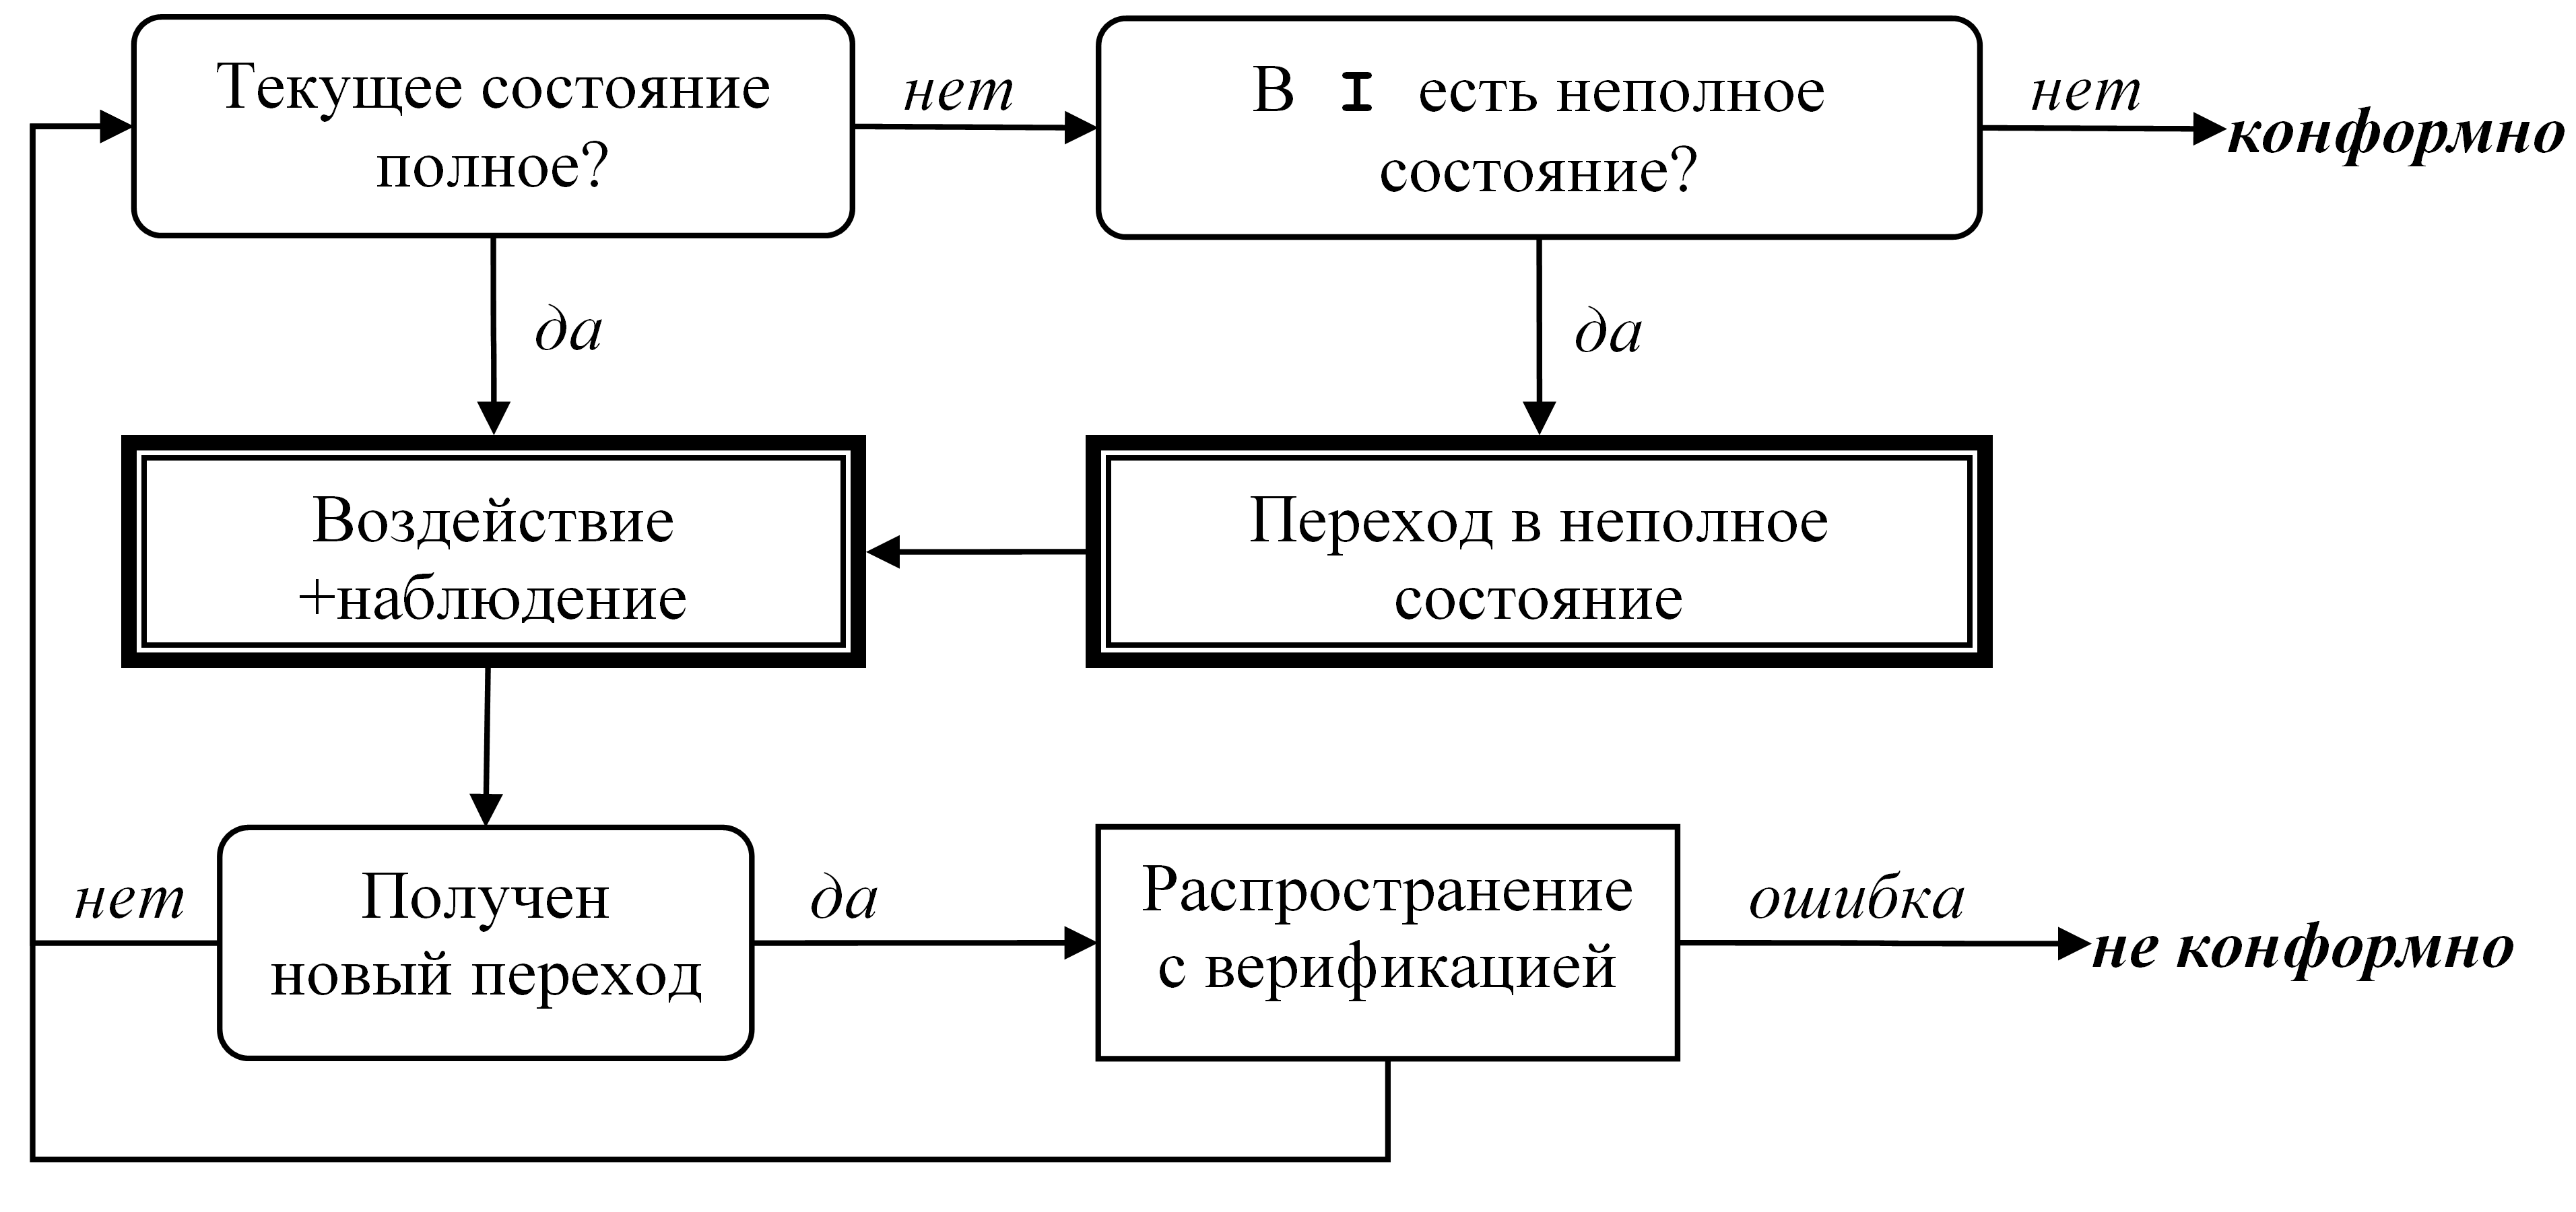 Текущее состояние
полное?
нет
В I есть неполное
состояние?
нет
конформно
да
да
Воздействие
+наблюдение
Переход в неполное
состояние
нет
Получен
новый переход
да
Распространение
с верификацией
ошибка
не конформно